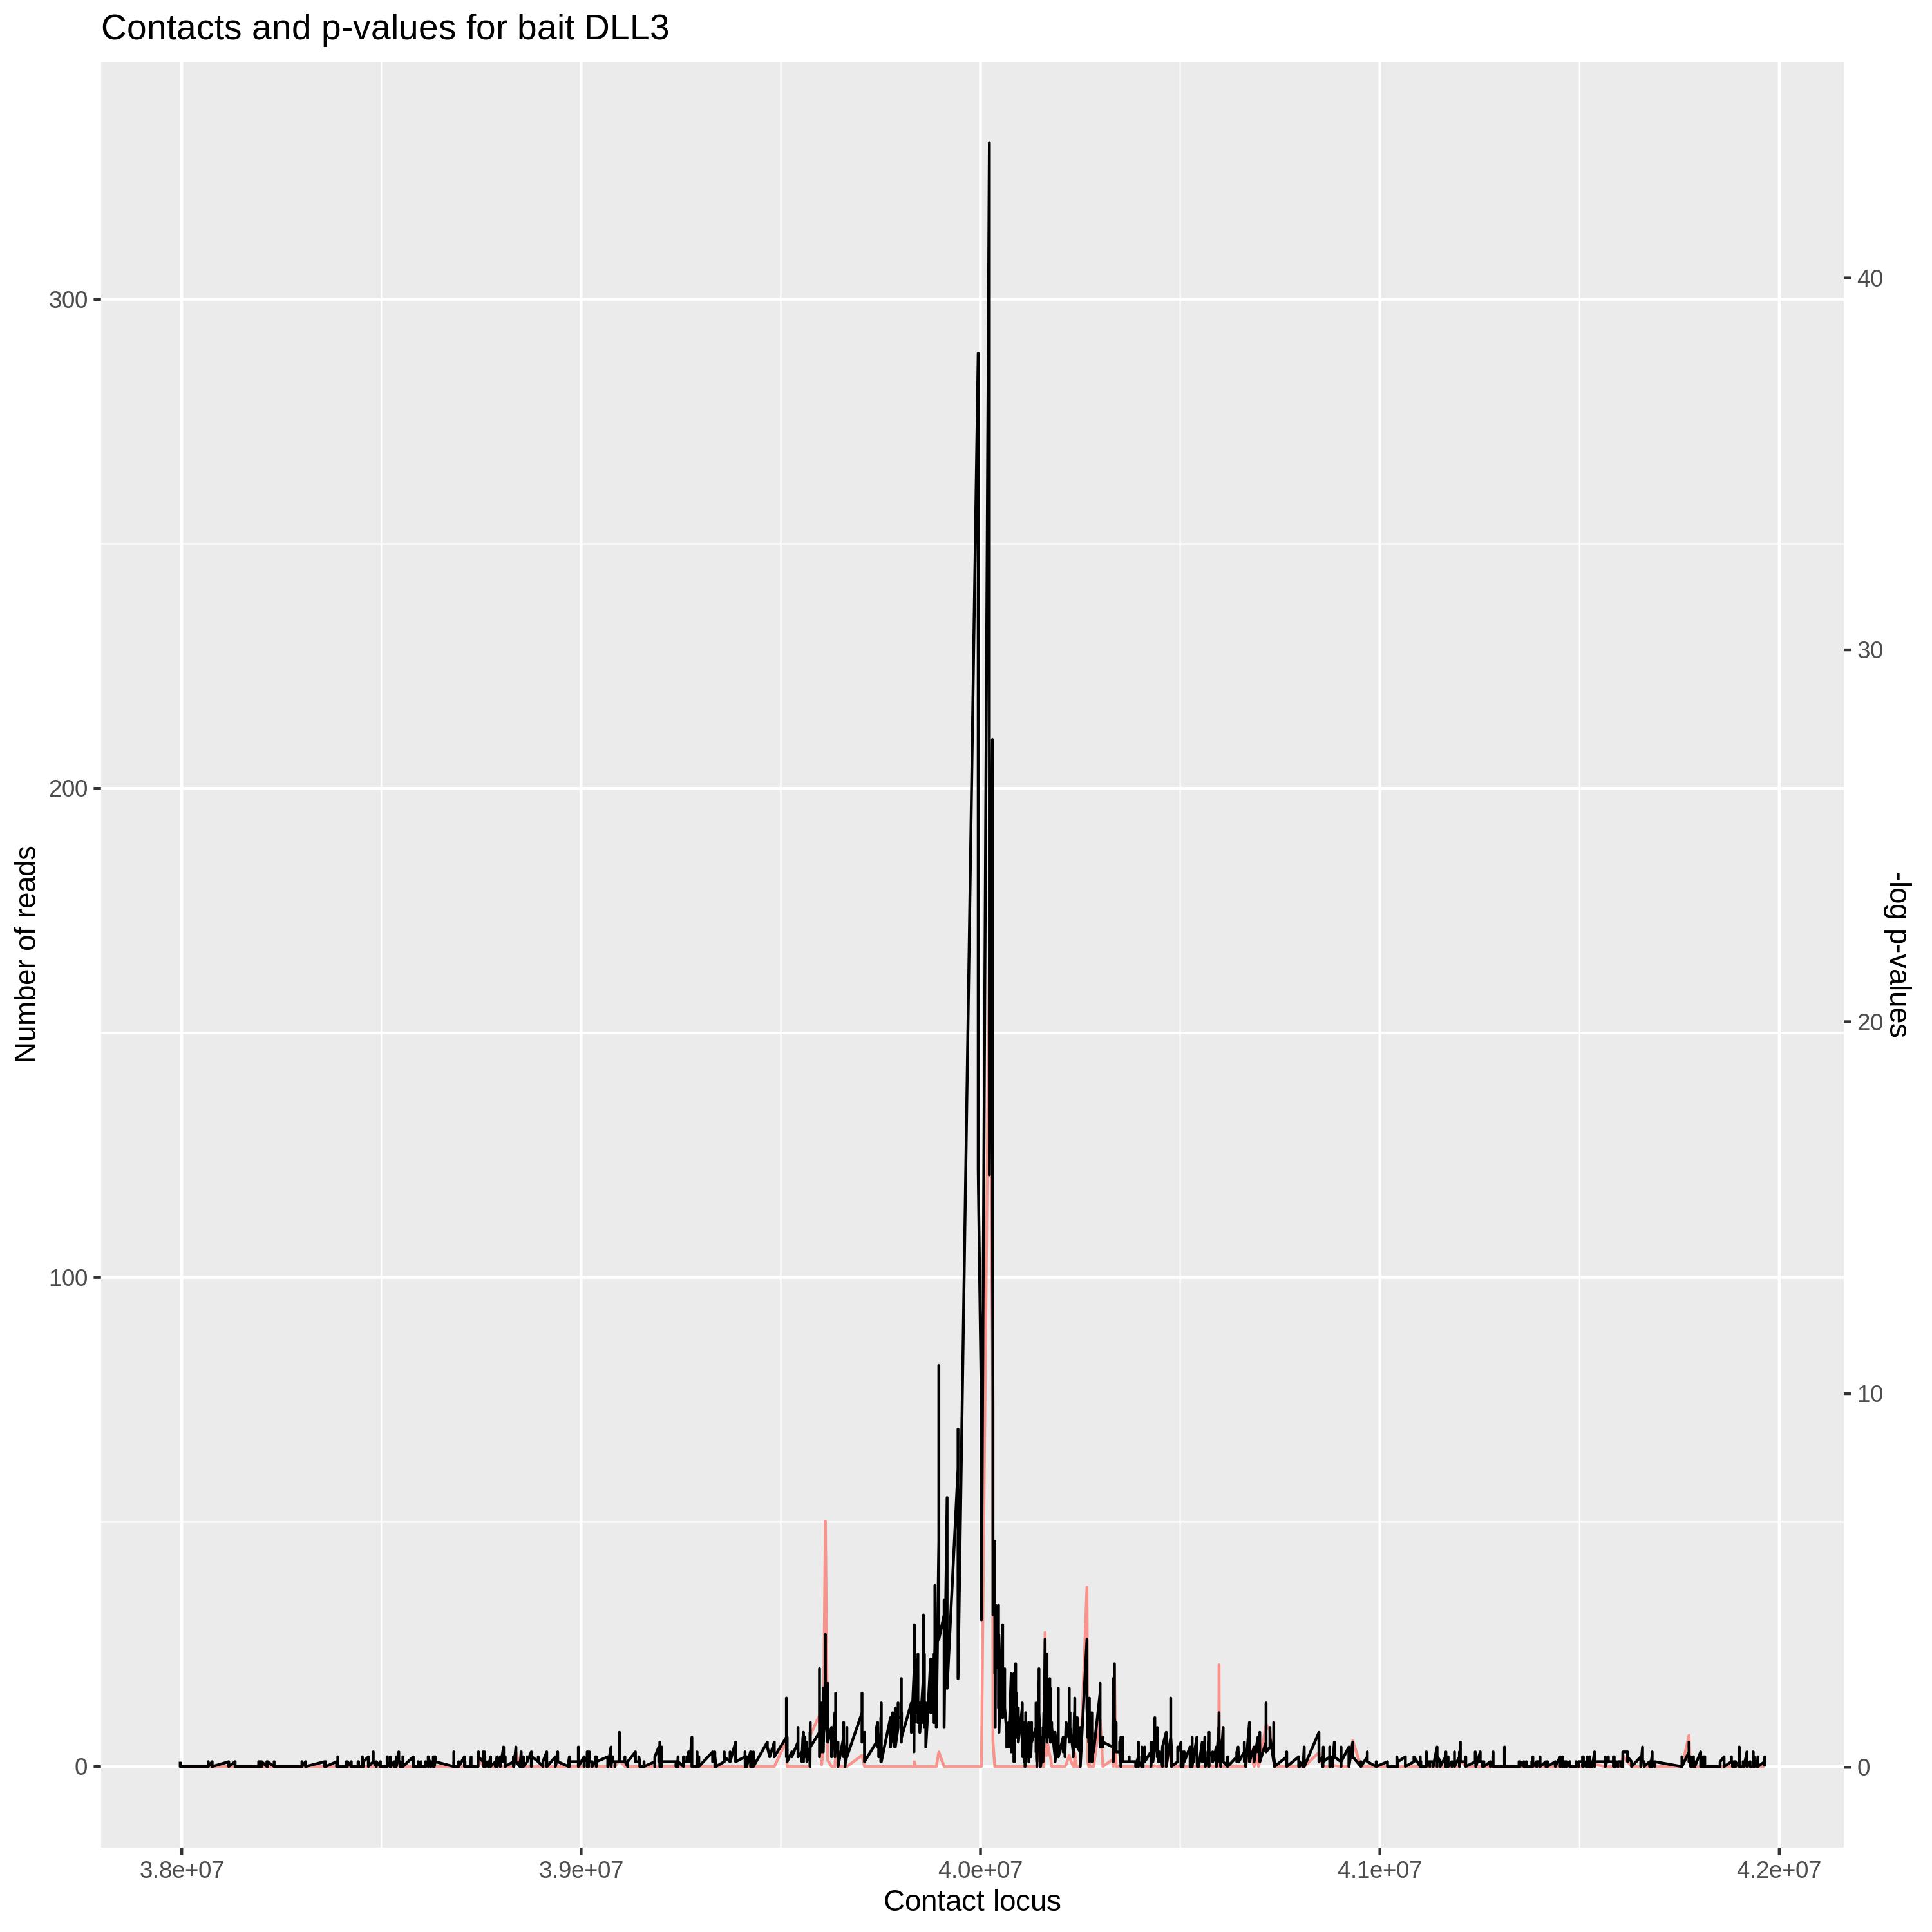 Contacts and p-values for bait DLL3
Number of reads
300
200
100
0
40
30
20
10
0
-log p-values
3.8e+07
3.9e+07
4.0e+07
4.1e+07
4.2e+07
Contact locus